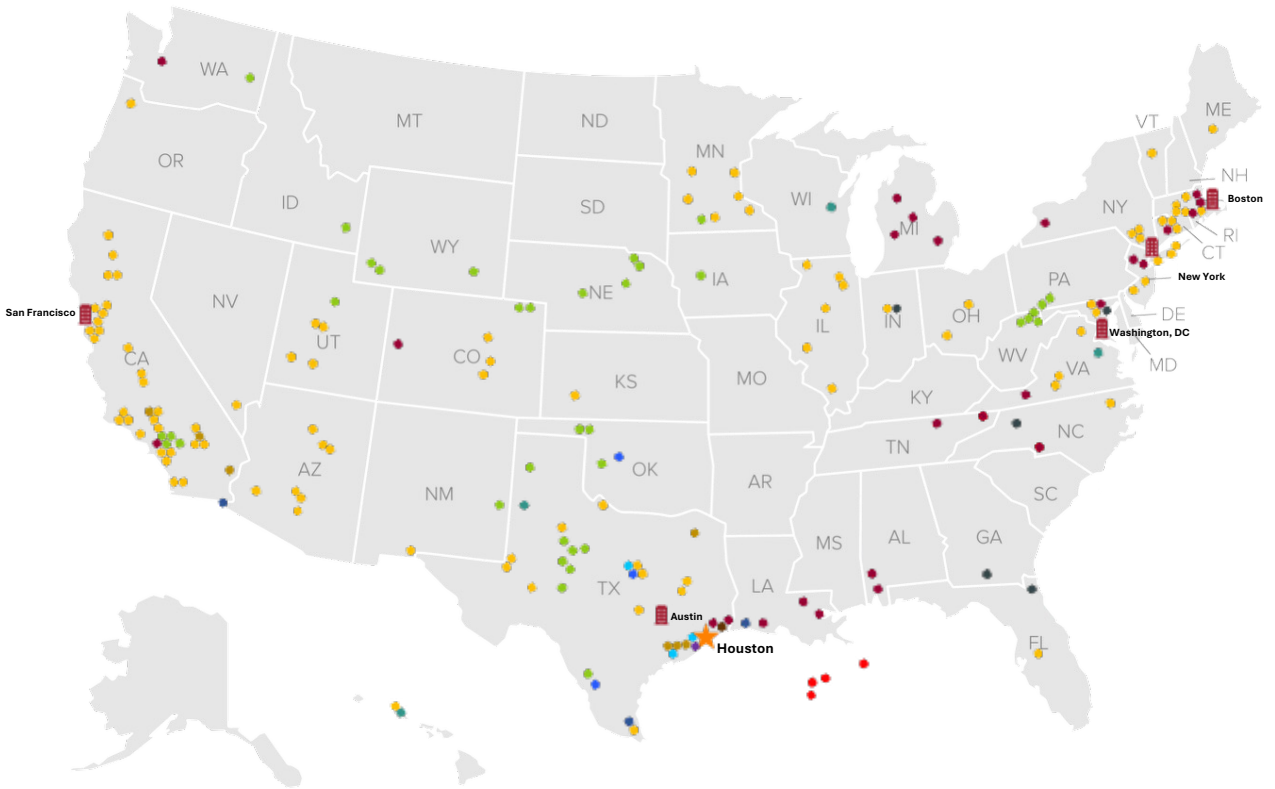 WA
MT
ND
MN
VT
ME
OR
ID
WY
SD
WI
MI
NY
NH
Boston
RI
CT
NV
UT
CO
NE
IA
IL
IN
OH
PA
New York
DE
Washington, DC
MD
San Francisco
CA
KS
MO
KY
WV
VA
AZ
NM
OK
AR
TN
NC
SC
TX
LA
MS
AL
GA
FL
Austin
Houston